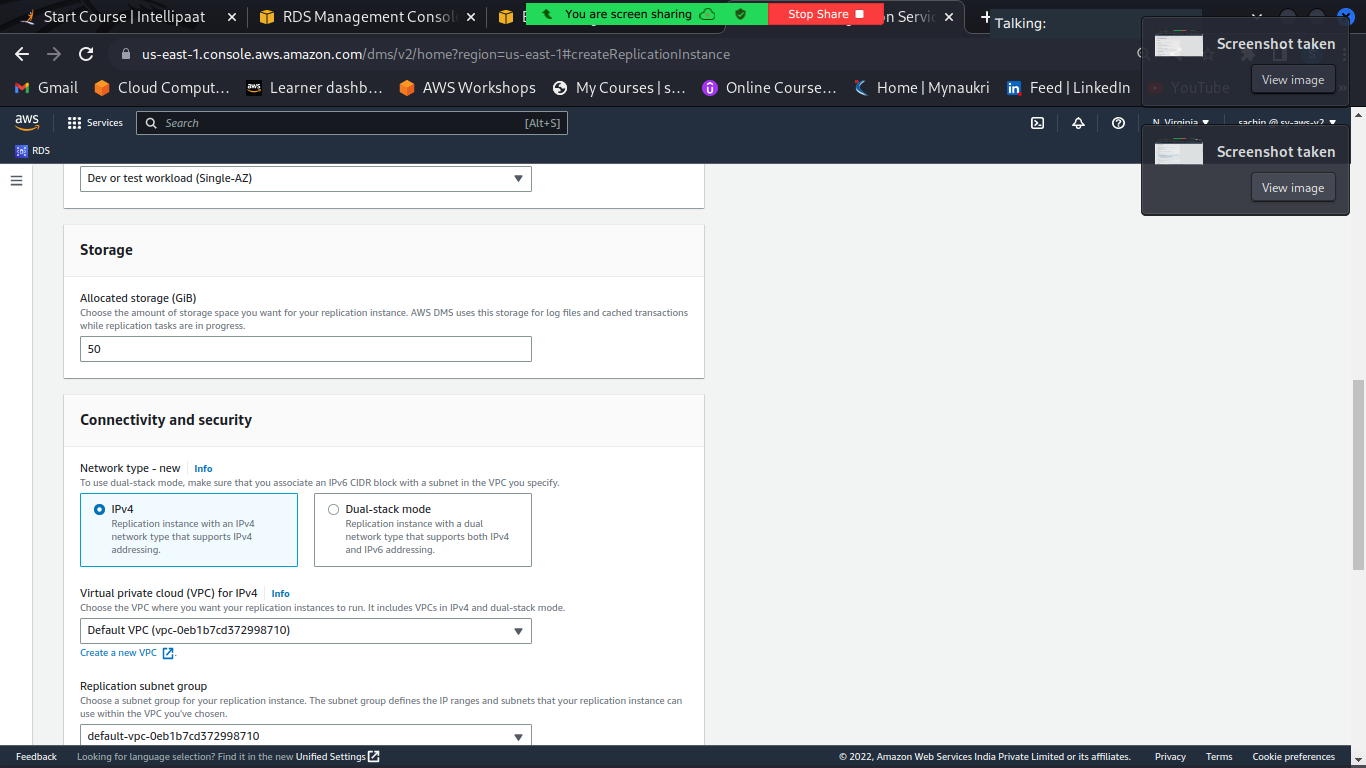 Start Course | Intellipaat
RDS Management Consol
You are screen sharing
Stop Share
Talking:
us-east-1.console.aws.amazon.com/dms/v2/home?region=us-east-1#createReplicationInstance
Screenshot taken
View image
Gmail
Cloud Comput…
Learner dashb…
AWS Workshops
My Courses | s…
Online Course…
Home | Mynaukri
Feed | LinkedIn
YouTube
aws
Services
Search
[Alt+S]
N. Virginia
sachin @ sy-aws-v2
RDS
Screenshot taken
View image
Dev or test workload (Single-AZ)
Storage
Allocated storage (GiB)
Choose the amount of storage space you want for your replication instance. AWS DMS uses this storage for log files and cached transactions
while replication tasks are in progress.
50
Connectivity and security
Network type - new
Info
To use dual-stack mode, make sure that you associate an IPv6 CIDR block with a subnet in the VPC you specify.
IPv4
Replication instance with an IPv4
network type that supports IPv4
addressing.
Dual-stack mode
Replication instance with a dual
network type that supports both IPv4
and IPv6 addressing.
Virtual private cloud (VPC) for IPv4
Info
Choose the VPC where you want your replication instances to run. It includes VPCs in IPv4 and dual-stack mode.
Default VPC (vpc-0eb1b7cd372998710)
Create a new VPC .
Replication subnet group
Choose a subnet group for your replication instance. The subnet group defines the IP ranges and subnets that your replication instance can
use within the VPC you've chosen.
default-vpc-0eb1b7cd372998710
Feedback
Looking for language selection? Find it in the new Unified Settings
© 2022, Amazon Web Services India Private Limited or its affiliates.
Privacy
Terms
Cookie preferences